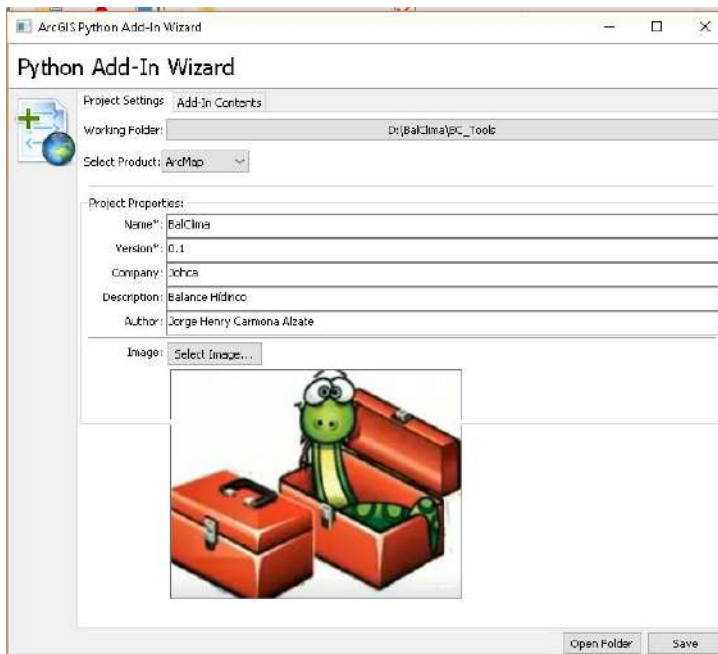 ArcGIS Python Add-In Wizard
Python Add-In Wizard
Project Settings Add-In Contents
Working Folder: D:\BalClima\BC_Tools
Select Product: ArcMap
Project Properties:
Name*: BalClima
Version*: 0.1
Company: Johca
Description: Balance Hídrico
Author: Jorge Henry Carmona Alzate
Image: Select Image...
Open Folder Save